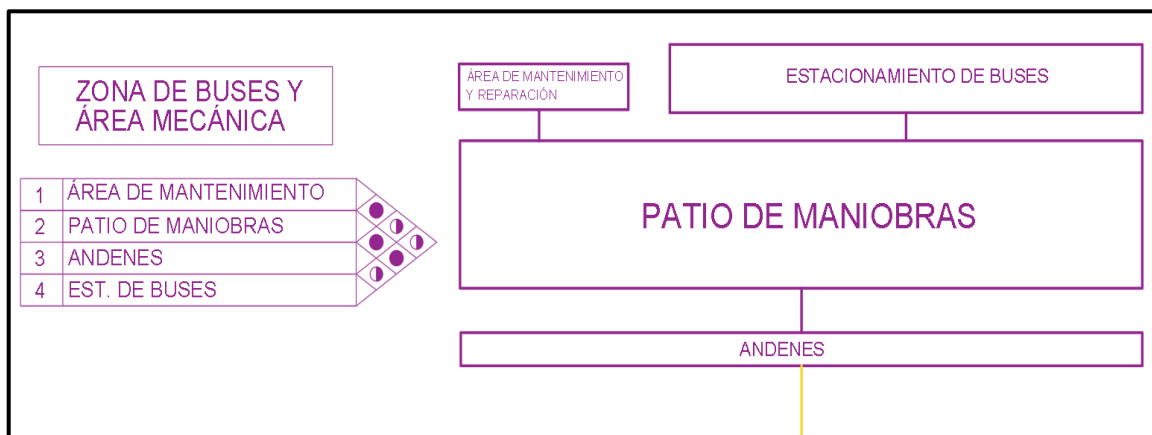 ZONA DE BUSES Y
ÁREA MECÁNICA
ÁREA DE MANTENIMIENTO
Y REPARACIÓN
ESTACIONAMIENTO DE BUSES
1 ÁREA DE MANTENIMIENTO
2 PATIO DE MANIOBRAS
3 ANDENES
4 EST. DE BUSES
PATIO DE MANIOBRAS
ANDENES